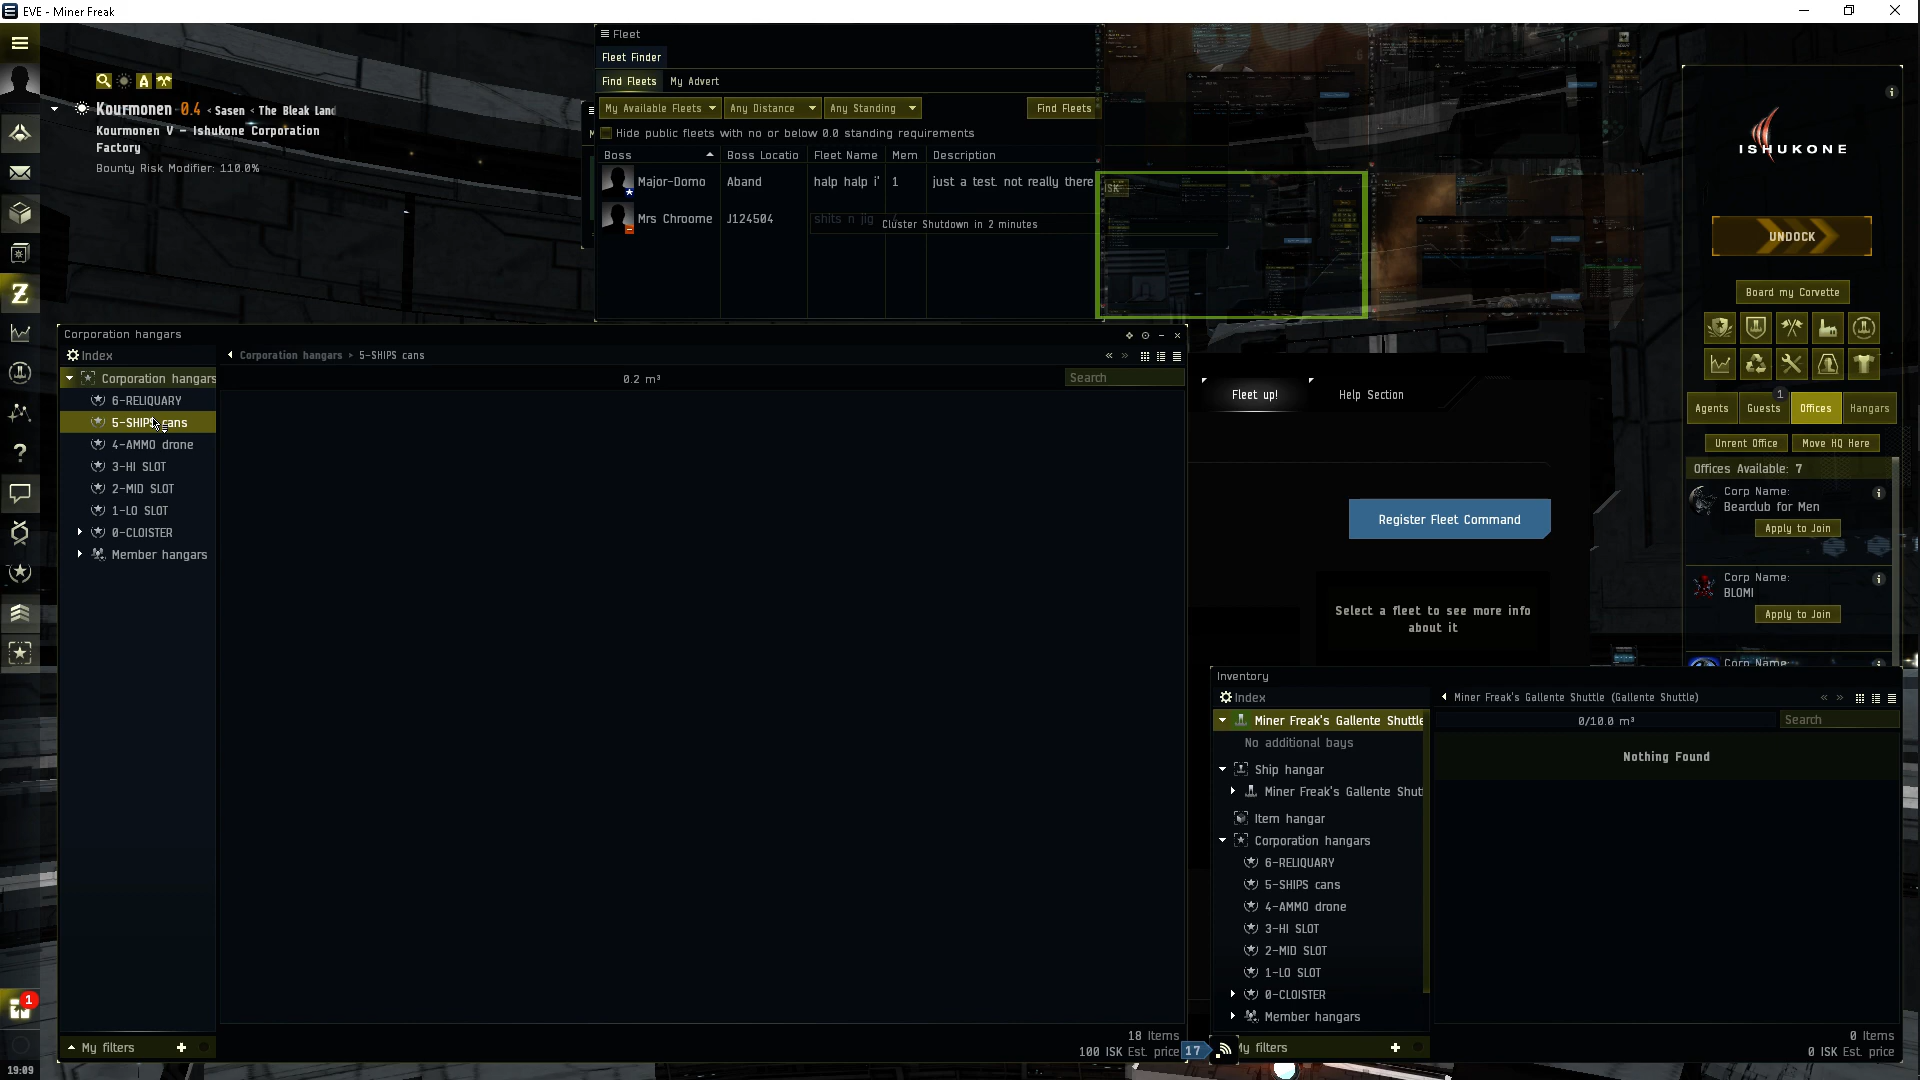 EVE - Miner Freak
Kourmonen 0.4 < Sasen < The Bleak Land
Kourmonen V - Ishukone Corporation
Factory
Bounty Risk Modifier: 110.0%
Fleet
Fleet Finder
Find Fleets My Advert
My Available Fleets Any Distance Any Standing Find Fleets
Hide public fleets with no or below 0.0 standing requirements
Boss Boss Locatio Fleet Name Mem Description
Major-Domo Aband halp halp i' 1 just a test. not really there
Mrs Chroome J124504 shits n jig
Cluster Shutdown in 2 minutes
ISK
ISHUKONE
UNDOCK
Board my Corvette
Agents Guests 1 Offices Hangars
Unrent Office Move HQ Here
Offices Available: 7
Corp Name:
Bearclub for Men
Apply to Join
Corp Name:
BLOMI
Apply to Join
Corp Name:
Fleet up! Help Section
Register Fleet Command
Select a fleet to see more info
about it
Corporation hangars
Index
Corporation hangars > 5-SHIPS cans
0.2 m³
Search
Corporation hangars
6-RELIQUARY
5-SHIPS cans
4-AMMO drone
3-HI SLOT
2-MID SLOT
1-LO SLOT
0-CLOISTER
Member hangars
My filters
18 Items
100 ISK Est. price
17
Inventory
Index
Miner Freak's Gallente Shuttle (Gallente Shuttle)
0/10.0 m³
Search
Nothing Found
Miner Freak's Gallente Shuttle
No additional bays
Ship hangar
Miner Freak's Gallente Shut
Item hangar
Corporation hangars
6-RELIQUARY
5-SHIPS cans
4-AMMO drone
3-HI SLOT
2-MID SLOT
1-LO SLOT
0-CLOISTER
Member hangars
My filters
0 Items
0 ISK Est. price
1
19:09